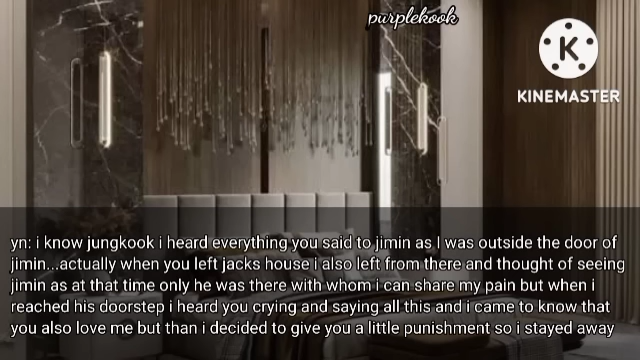 purplekook
K
KINEMASTER
yn: i know jungkook i heard everything you said to jimin as I was outside the door of
jimin...actually when you left jacks house i also left from there and thought of seeing
jimin as at that time only he was there with whom i can share my pain but when i
reached his doorstep i heard you crying and saying all this and i came to know that
you also love me but than i decided to give you a little punishment so i stayed away